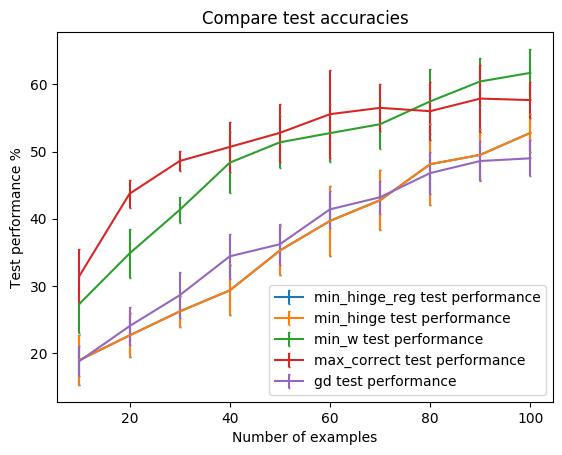 Compare test accuracies
Test performance %
60
50
40
30
20
min_hinge_reg test performance
min_hinge test performance
min_w test performance
max_correct test performance
gd test performance
20
40
60
80
100
Number of examples